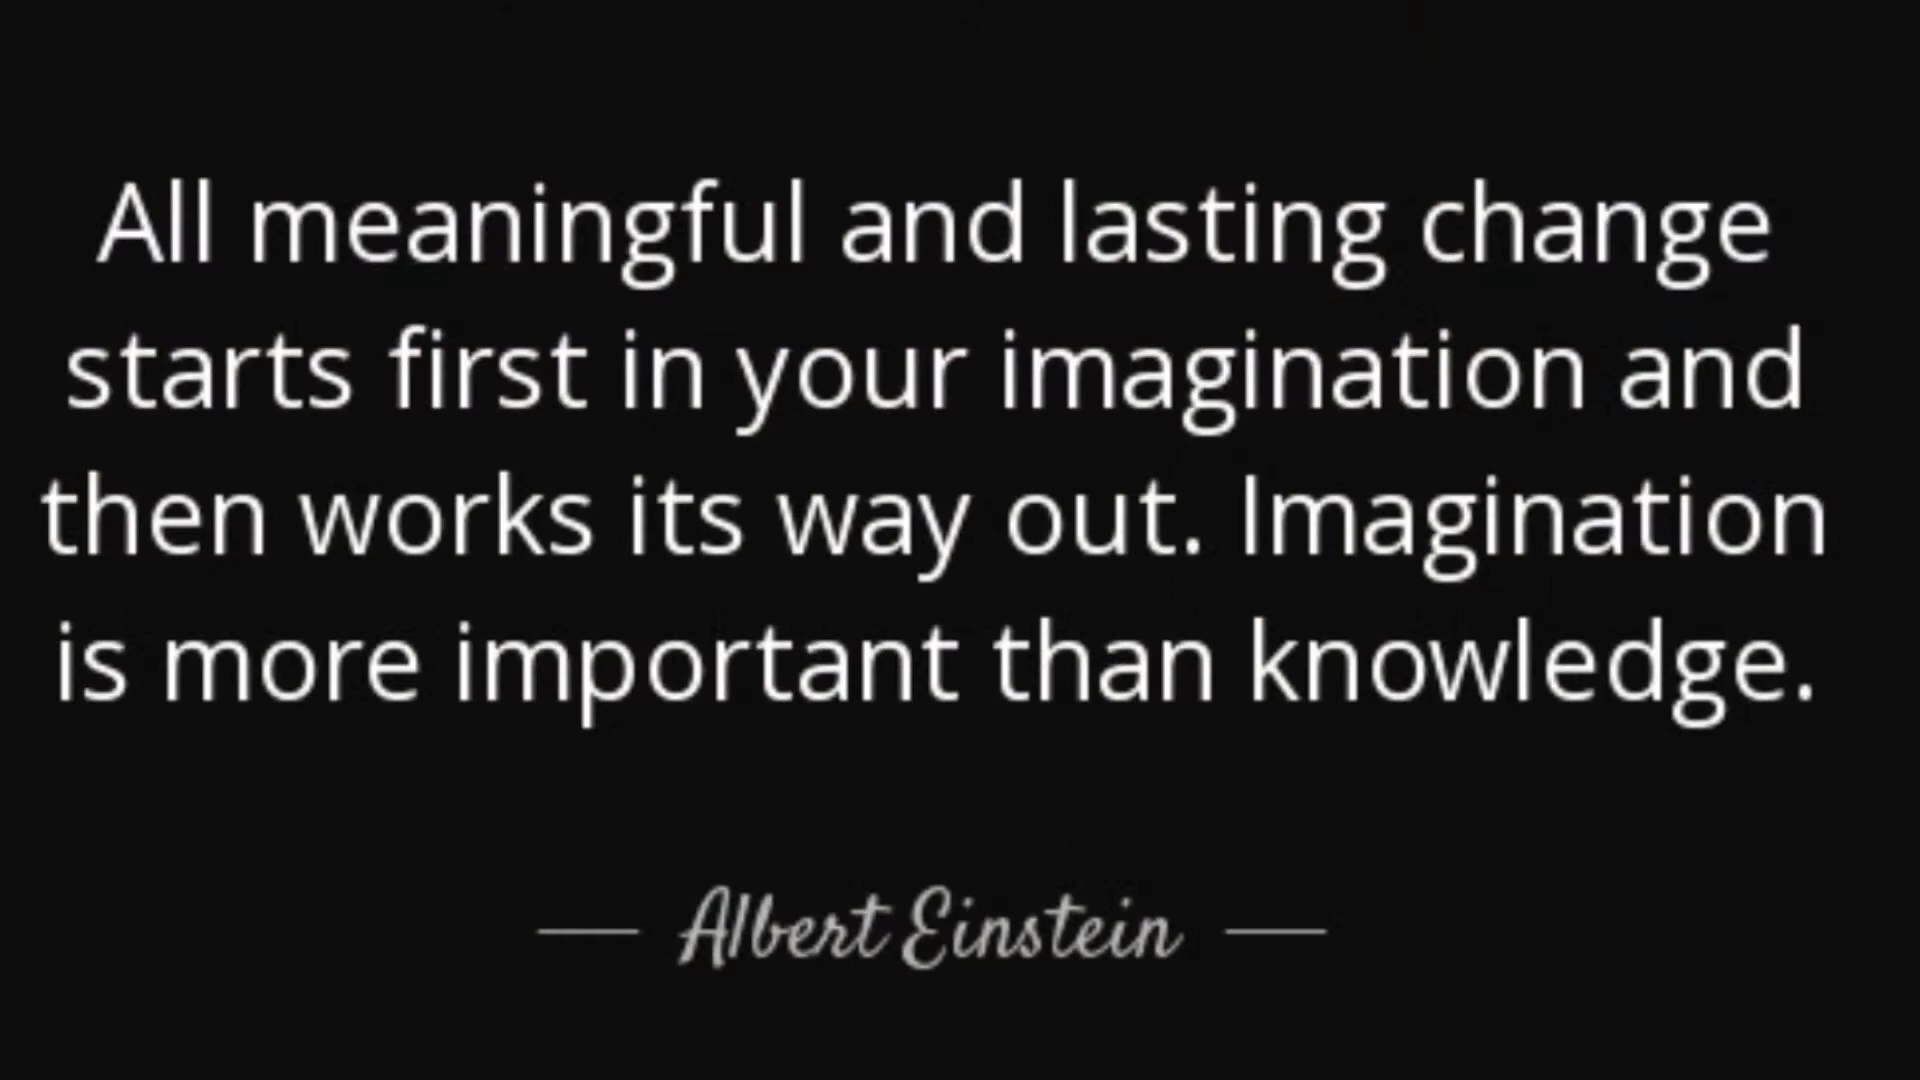 All meaningful and lasting change
starts first in your imagination and
then works its way out. Imagination
is more important than knowledge.
— Albert Einstein —